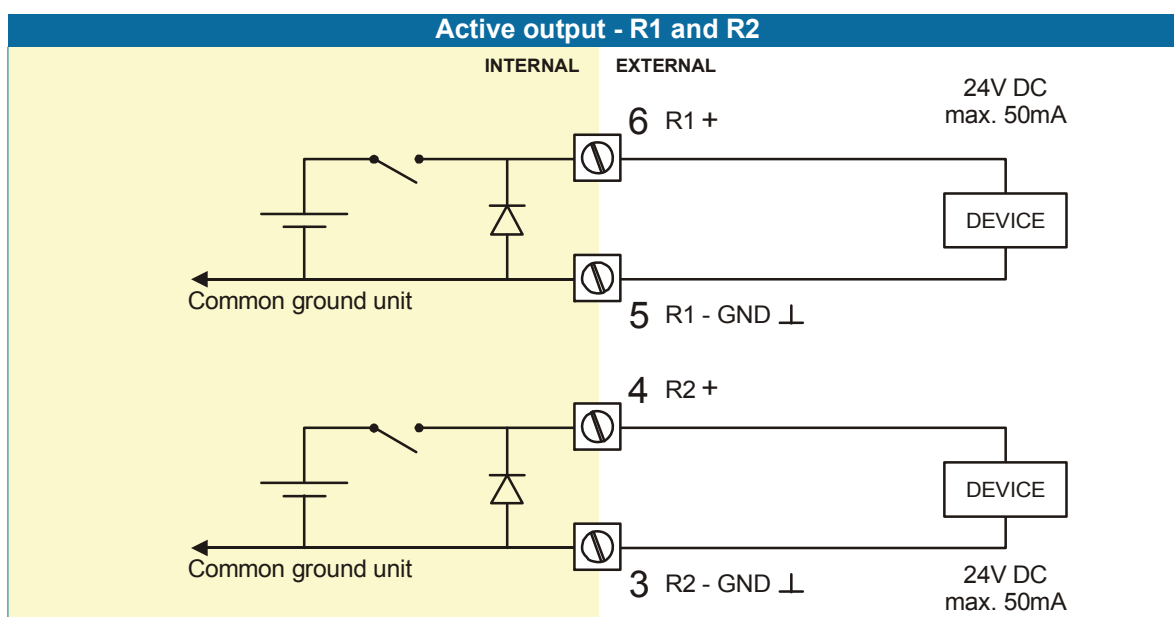 Active output - R1 and R2
INTERNAL EXTERNAL
24V DC
max. 50mA
6 R1 +
DEVICE
Common ground unit
5 R1 - GND ⊥
4 R2 +
DEVICE
Common ground unit
3 R2 - GND ⊥
24V DC
max. 50mA